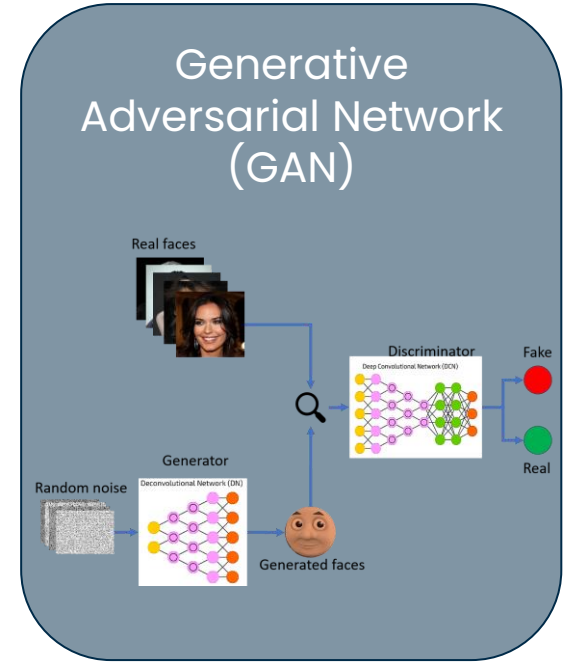 Generative
Adversarial Network
(GAN)
Real faces
Discriminator
Deep Convolutional Network (DCN)
Fake
Real
Generator
Deconvolutional Network (DN)
Random noise
Generated faces